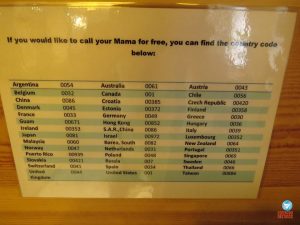 If you would like to call your Mama for free, you can find the country code
below:
Argentina 0054 Australia 0061 Austria 0043
Belgium 0032 Canada 001 Chile 0056
China 0086 Croatia 00385 Czech Republic 00420
Denmark 0045 Estonia 00372 Finland 00358
France 0033 Germany 0049 Greece 0030
Guam 00671 Hong Kong 00852 Hungary 0036
Ireland 00353 S.A.R.,China 0086 Italy 0039
Japan 0081 Israel 00972 Luxembourg 00352
Malaysia 0060 Korea, South 0082 New Zealand 0064
Norway 0047 Netherlands 0031 Portugal 00351
Puerto Rico Poland 0048 Singapore 0065
Slovakia 00421 Russia 007 Sweden 0046
Switzerland 0041 Spain 0034 Thailand 0066
United 0044 United States 001 Taiwan 00886
Kingdom